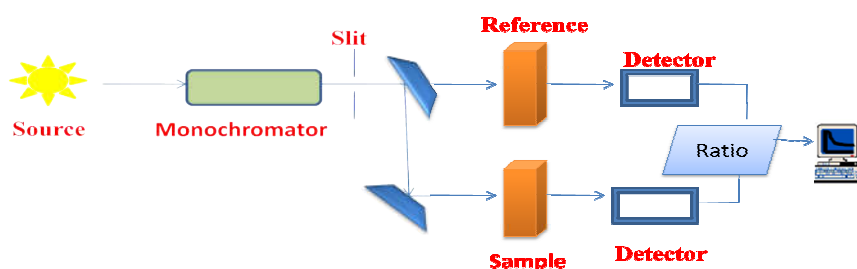 Slit
Reference
Detector
Source
Monochromator
Ratio
Sample
Detector